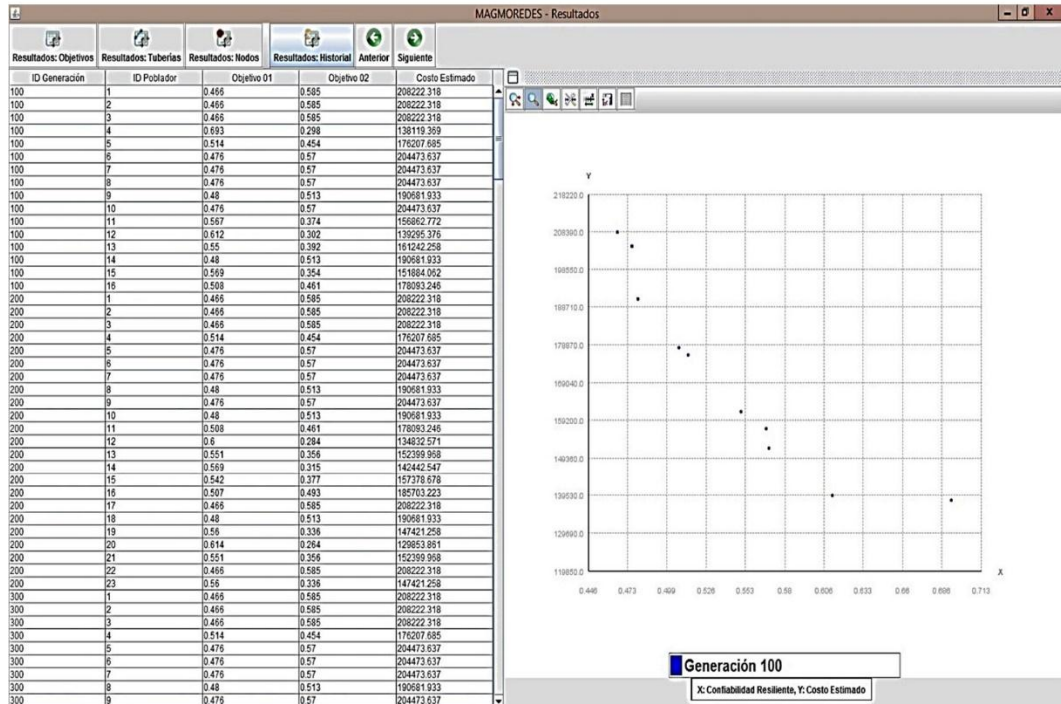 MAGMOREDES - Resultados
Resultados: Objetivos Resultados: Tuberías Resultados: Nodos Resultados: Historial Anterior Siguiente
ID Generación ID Poblador Objetivo 01 Objetivo 02 Costo Estimado
100 1 0.466 0.585 208222.318
100 2 0.466 0.585 208222.318
100 3 0.466 0.585 208222.318
100 4 0.693 0.298 138119.369
100 5 0.514 0.454 176207.685
100 6 0.476 0.57 204473.637
100 7 0.476 0.57 204473.637
100 8 0.476 0.57 204473.637
100 9 0.48 0.513 190681.933
100 10 0.476 0.57 204473.637
100 11 0.567 0.374 156862.772
100 12 0.612 0.302 139295.376
100 13 0.55 0.392 161242.258
100 14 0.48 0.513 190681.933
100 15 0.569 0.354 151884.062
100 16 0.508 0.461 178093.246
200 1 0.466 0.585 208222.318
200 2 0.466 0.585 208222.318
200 3 0.466 0.585 208222.318
200 4 0.514 0.454 176207.685
200 5 0.476 0.57 204473.637
200 6 0.476 0.57 204473.637
200 7 0.476 0.57 204473.637
200 8 0.48 0.513 190681.933
200 9 0.476 0.57 204473.637
200 10 0.48 0.513 190681.933
200 11 0.508 0.461 178093.246
200 12 0.6 0.284 134832.571
200 13 0.551 0.356 152399.968
200 14 0.569 0.315 142442.547
200 15 0.542 0.377 157378.678
200 16 0.507 0.493 185703.223
200 17 0.466 0.585 208222.318
200 18 0.48 0.513 190681.933
200 19 0.56 0.336 147421.258
200 20 0.614 0.264 129853.861
200 21 0.551 0.356 152399.968
200 22 0.466 0.585 208222.318
200 23 0.56 0.336 147421.258
300 1 0.466 0.585 208222.318
300 2 0.466 0.585 208222.318
300 3 0.466 0.585 208222.318
300 4 0.514 0.454 176207.685
300 5 0.476 0.57 204473.637
300 6 0.476 0.57 204473.637
300 7 0.476 0.57 204473.637
300 8 0.48 0.513 190681.933
300 9 0.476 0.57 204473.637
Y
218220.0
208390.0
198550.0
189710.0
179870.0
169040.0
159200.0
149360.0
139530.0
129690.0
119850.0
X
0.446 0.473 0.499 0.526 0.553 0.58 0.606 0.633 0.66 0.686 0.713
Generación 100
X: Confiabilidad Resiliente, Y: Costo Estimado